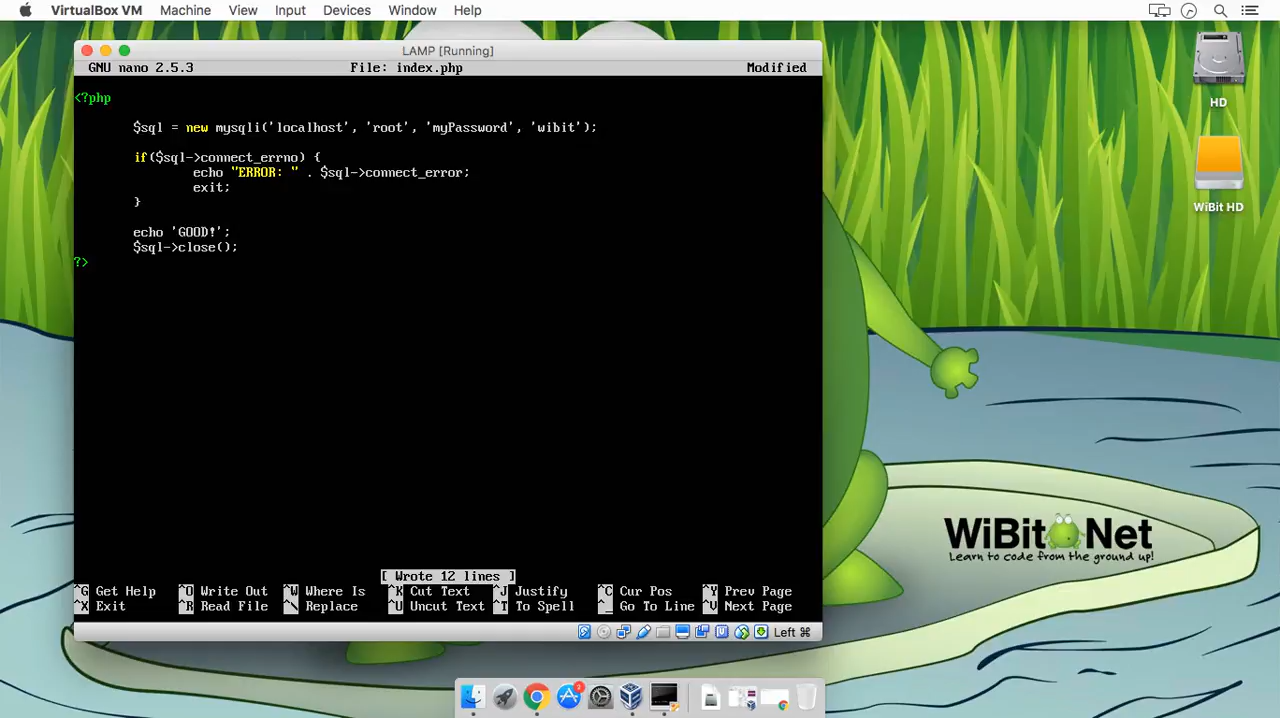 VirtualBox VM Machine View Input Devices Window Help
LAMP [Running]
GNU nano 2.5.3 File: index.php Modified
<?php
$sql = new mysqli('localhost', 'root', 'myPassword', 'wibit');
if($sql->connect_errno) {
echo "ERROR: " . $sql->connect_error;
exit;
}
echo 'GOOD!';
$sql->close();
?>
[ Wrote 12 lines ]
^G Get Help ^O Write Out ^W Where Is ^K Cut Text ^J Justify ^C Cur Pos ^Y Prev Page
^X Exit ^R Read File ^\ Replace ^U Uncut Text ^T To Spell ^_ Go To Line ^V Next Page
Left ⌘
HD
WiBit HD
WiBit Net
Learn to code from the ground up!